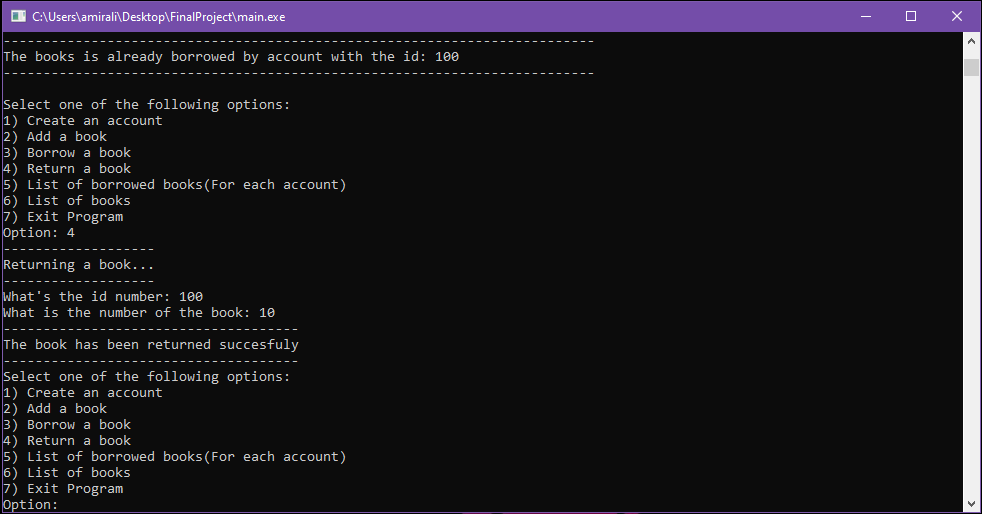 C:\Users\amirali\Desktop\FinalProject\main.exe
--------------------------------------------------------------------------
The books is already borrowed by account with the id: 100
--------------------------------------------------------------------------
Select one of the following options:
1) Create an account
2) Add a book
3) Borrow a book
4) Return a book
5) List of borrowed books(For each account)
6) List of books
7) Exit Program
Option: 4
-------------------
Returning a book...
-------------------
What's the id number: 100
What is the number of the book: 10
-------------------------------------
The book has been returned succesfuly
-------------------------------------
Select one of the following options:
1) Create an account
2) Add a book
3) Borrow a book
4) Return a book
5) List of borrowed books(For each account)
6) List of books
7) Exit Program
Option: